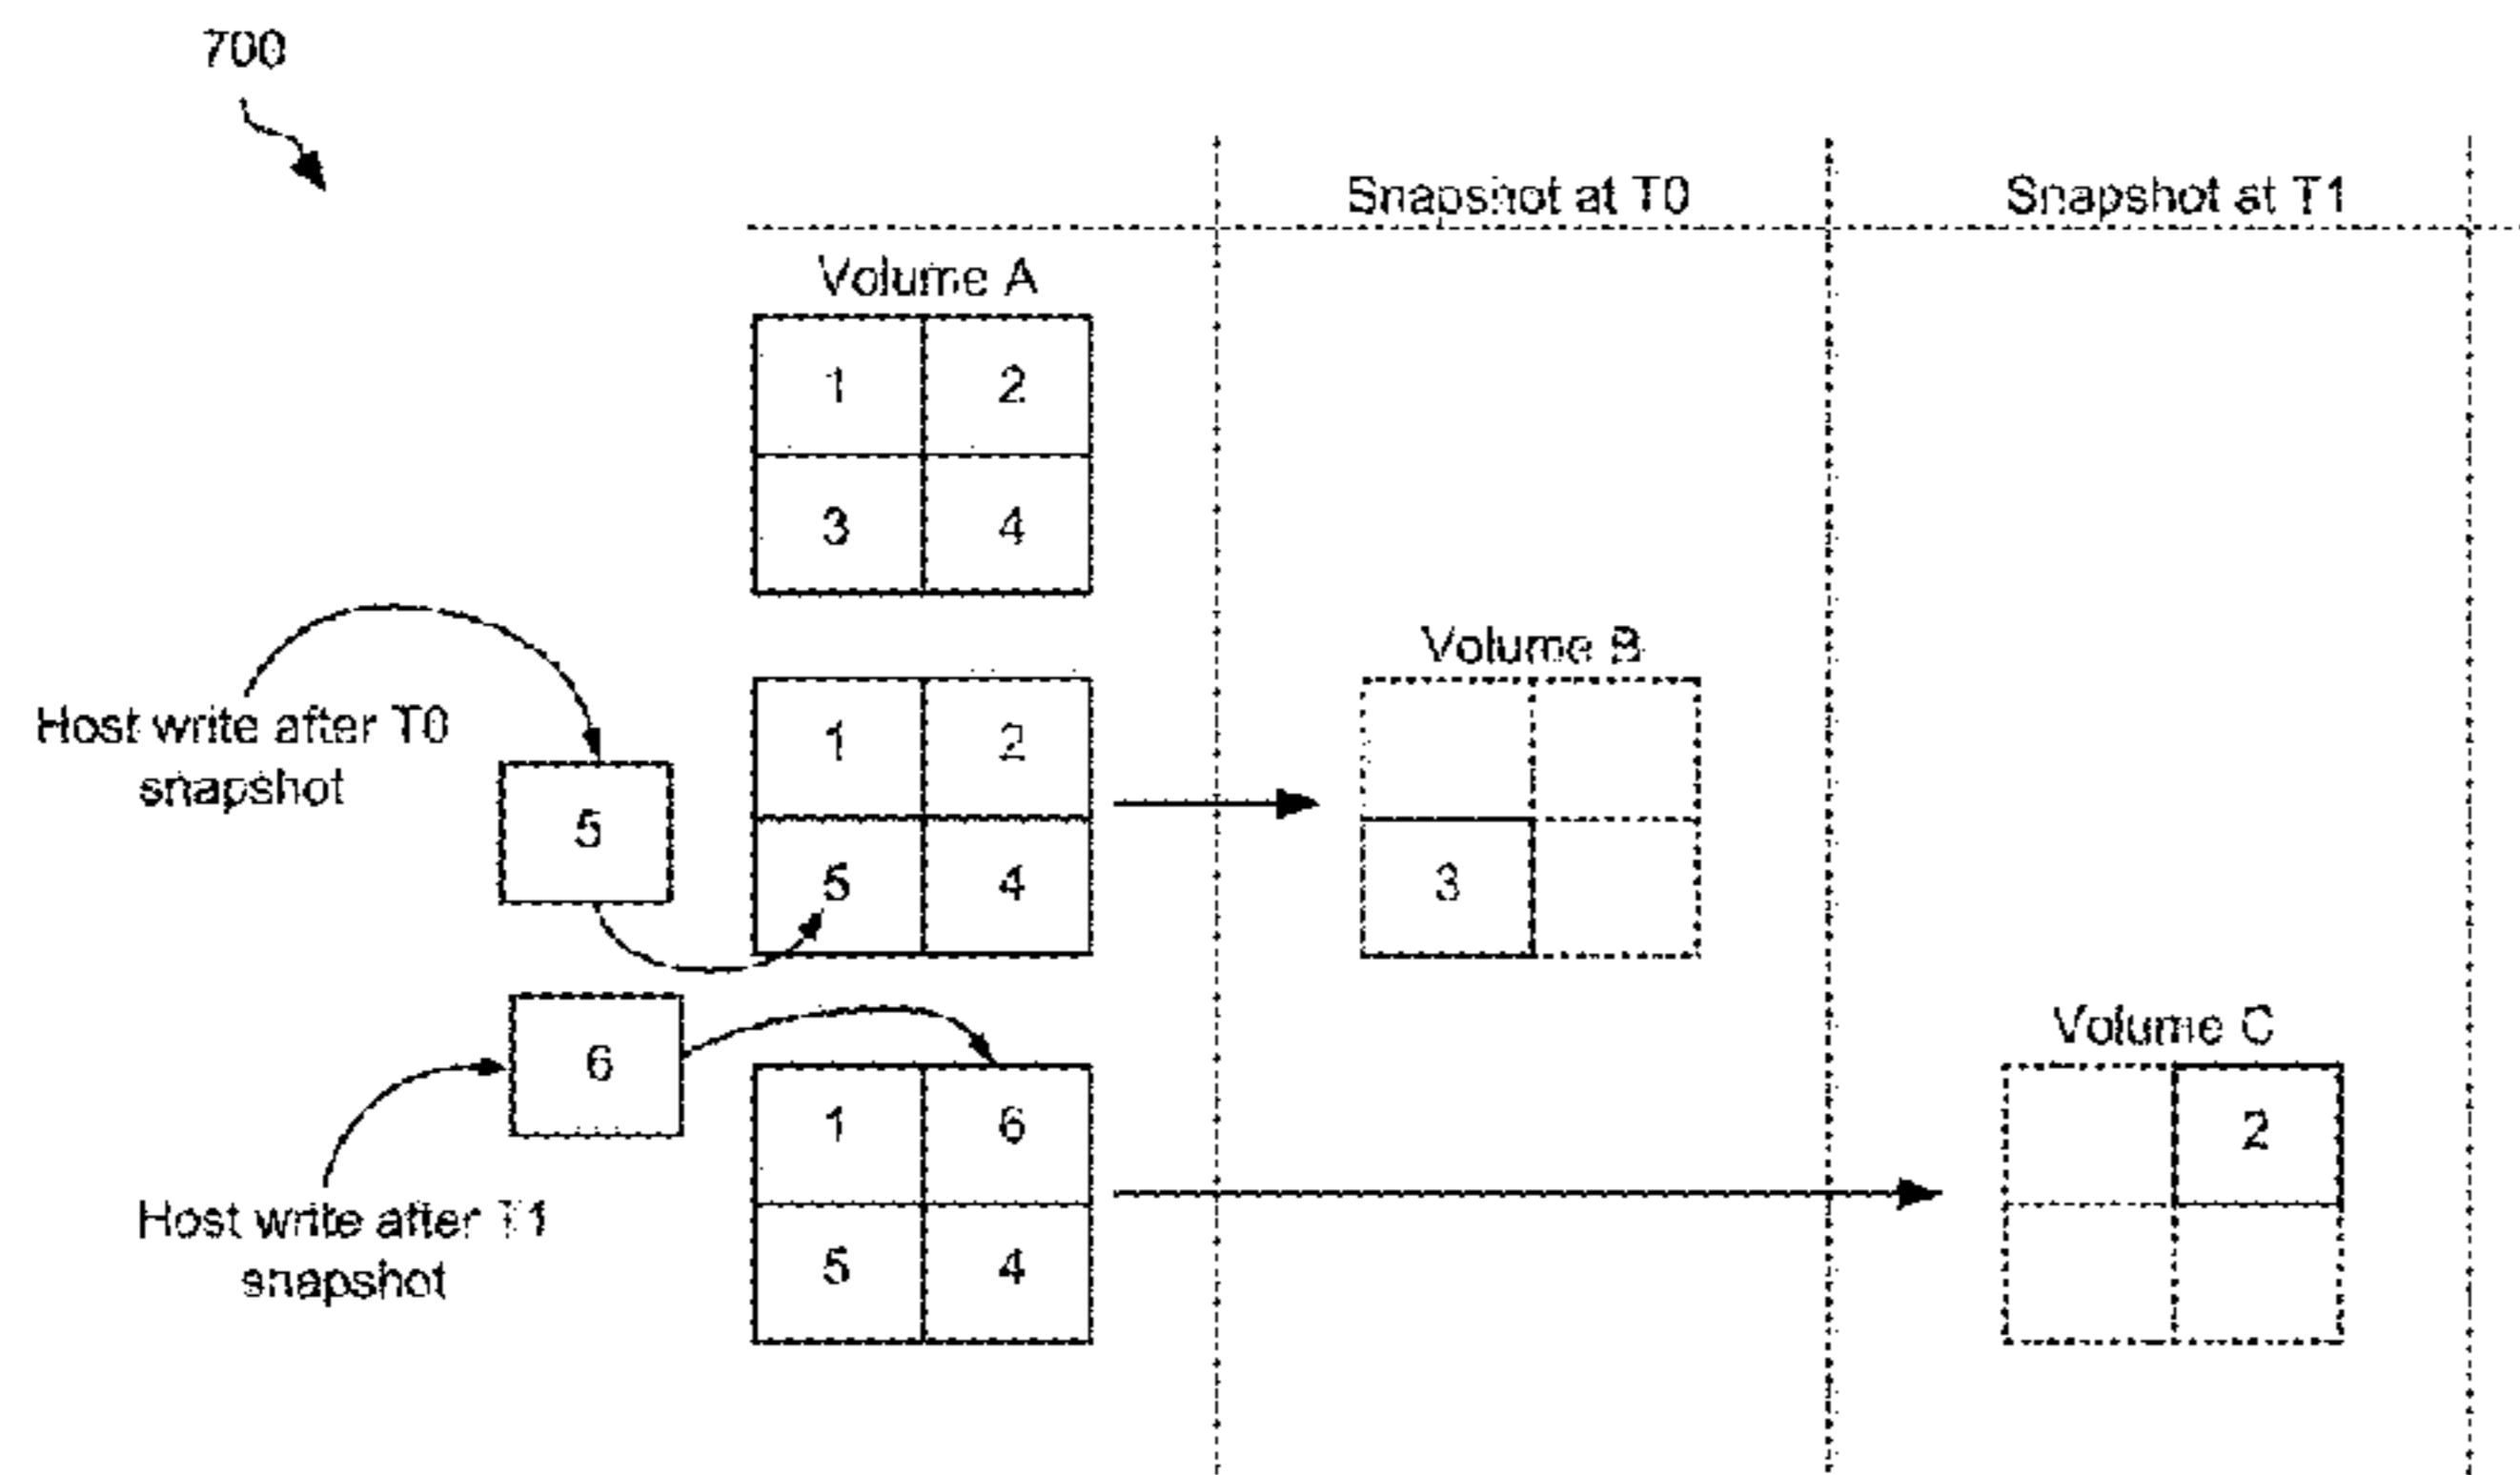 700
Snapshot at T0
Snapshot at T1
Volume A
1 2
3 4
Host write after T0
snapshot
5
1 2
5 4
Volume B
3
6
Host write after T1
snapshot
1 6
5 4
Volume C
2